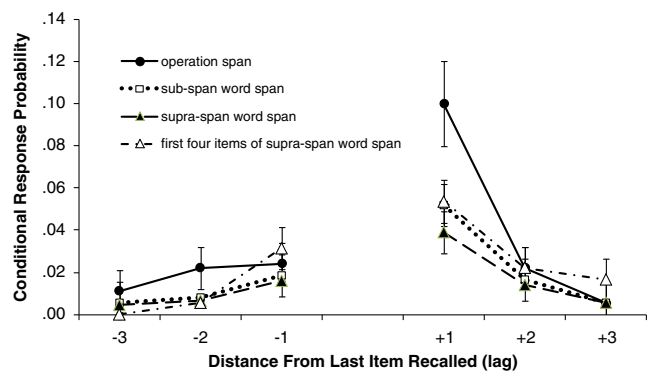 .14
.12
.10
.08
.06
.04
.02
.00
Conditional Response Probability
operation span
sub-span word span
supra-span word span
first four items of supra-span word span
-3 -2 -1 +1 +2 +3
Distance From Last Item Recalled (lag)